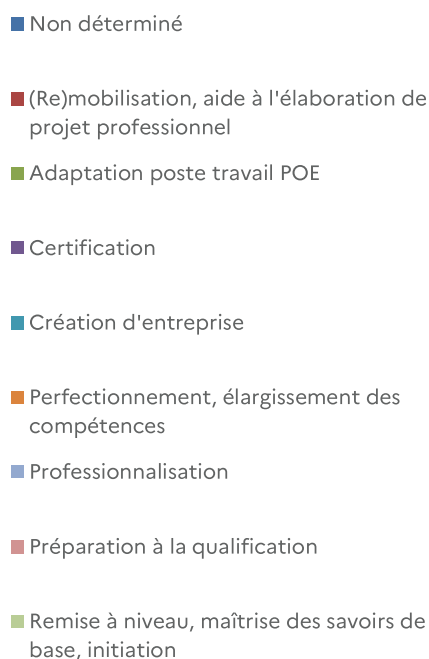 Non déterminé
(Re)mobilisation, aide à l'élaboration de
projet professionnel
Adaptation poste travail POE
Certification
Création d'entreprise
Perfectionnement, élargissement des
compétences
Professionnalisation
Préparation à la qualification
Remise à niveau, maîtrise des savoirs de
base, initiation